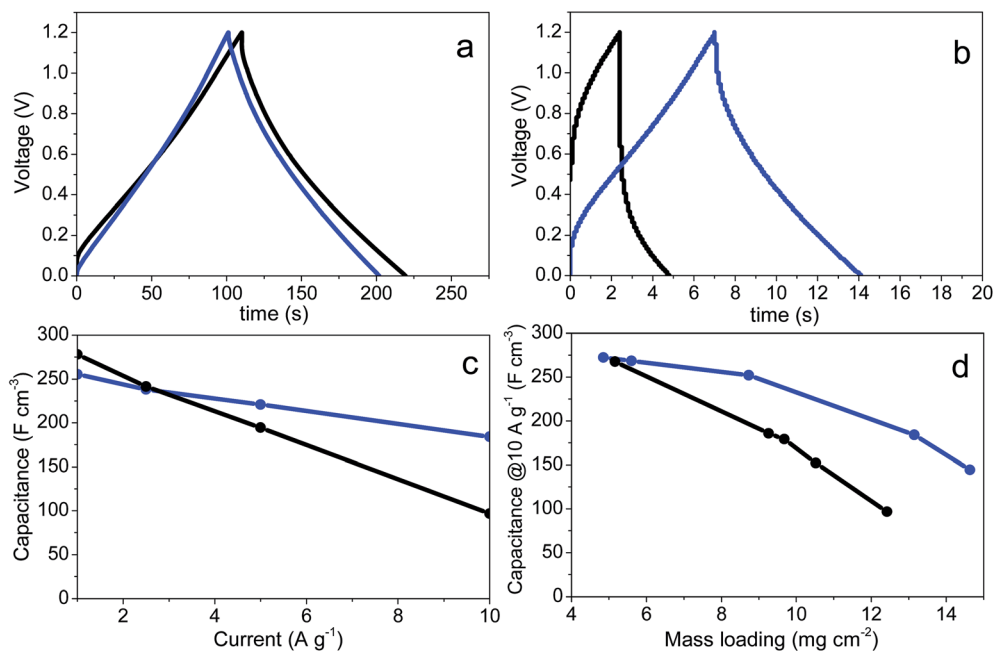 a
1.2
1.0
0.8
0.6
0.4
0.2
0.0
Voltage (V)
0 50 100 150 200 250
time (s)
b
1.2
1.0
0.8
0.6
0.4
0.2
0.0
Voltage (V)
0 2 4 6 8 10 12 14 16 18 20
time (s)
c
300
250
200
150
100
50
0
Capacitance (F cm⁻³)
2 4 6 8 10
Current (A g⁻¹)
d
300
250
200
150
100
50
0
Capacitance @10 A g⁻¹ (F cm⁻³)
4 6 8 10 12 14
Mass loading (mg cm⁻²)